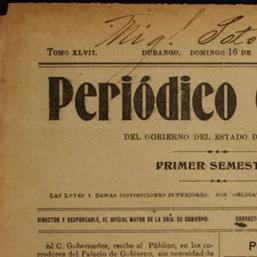 Mig! Soto
TOMO XLVII. DURANGO, DOMINGO 16 DE
Periódico
DEL GOBIERNO DEL ESTADO D
PRIMER SEMEST
LAS LEYES Y DEMAS DISPOSICIONES SUPERIORES, SON OBLIGA
DIRECTOR Y RESPONSABLE, EL OFICIAL MAYOR DE LA SRIA. DE GOBIERNO. CORRESP
El C. Gobernador, recibe al Público, en los co-
rredores del Palacio de Gobierno, sin necesidad de
P